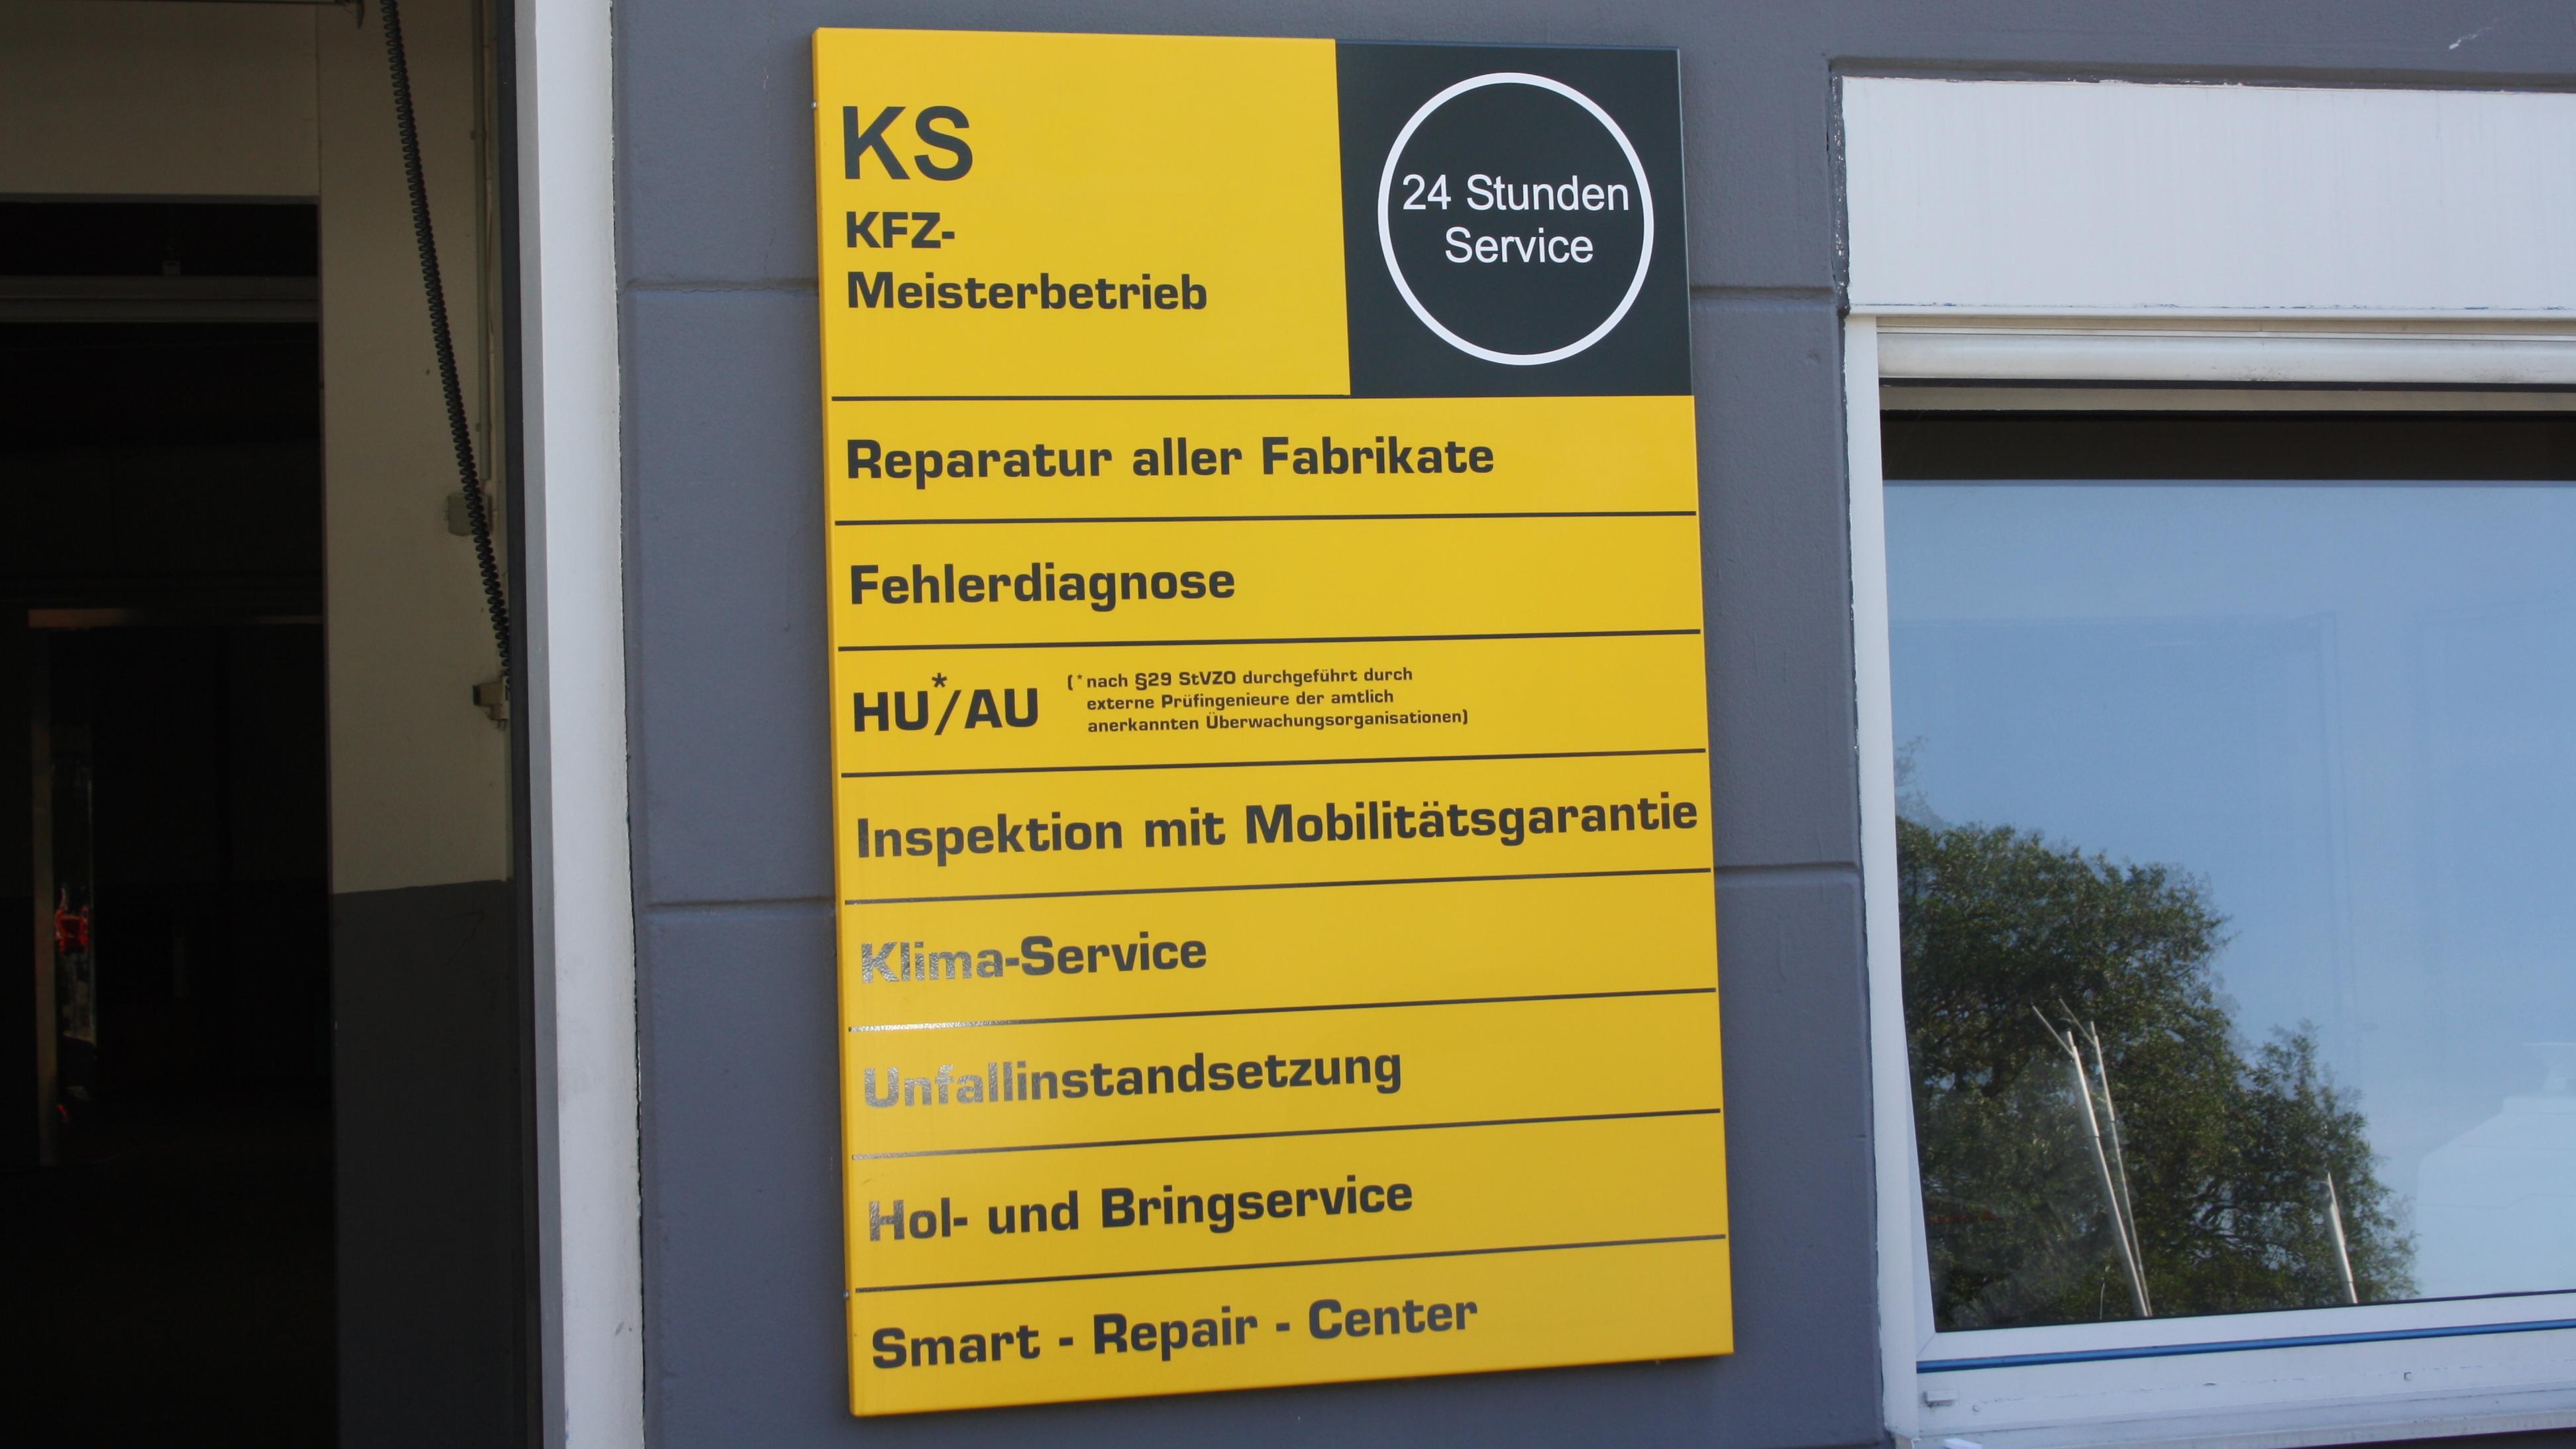 KS
KFZ-
Meisterbetrieb
24 Stunden
Service
Reparatur aller Fabrikate
Fehlerdiagnose
HU*/AU
(* nach §29 StVZO durchgeführt durch
externe Prüfingenieure der amtlich
anerkannten Überwachungsorganisationen)
Inspektion mit Mobilitätsgarantie
Klima-Service
Unfallinstandsetzung
Hol- und Bringservice
Smart - Repair - Center